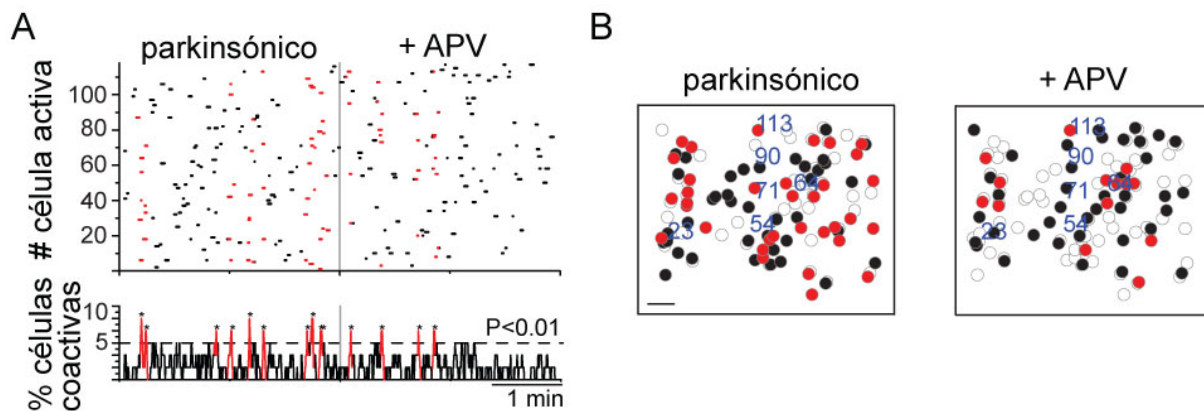 A
parkinsónico
+ APV
# célula activa
100
80
60
40
20
% células
coactivas
10
5
* * * * * * * * * * * * *
P<0.01
1 min
B
parkinsónico
113
90
64
71
54
23
+ APV
113
90
64
71
54
23